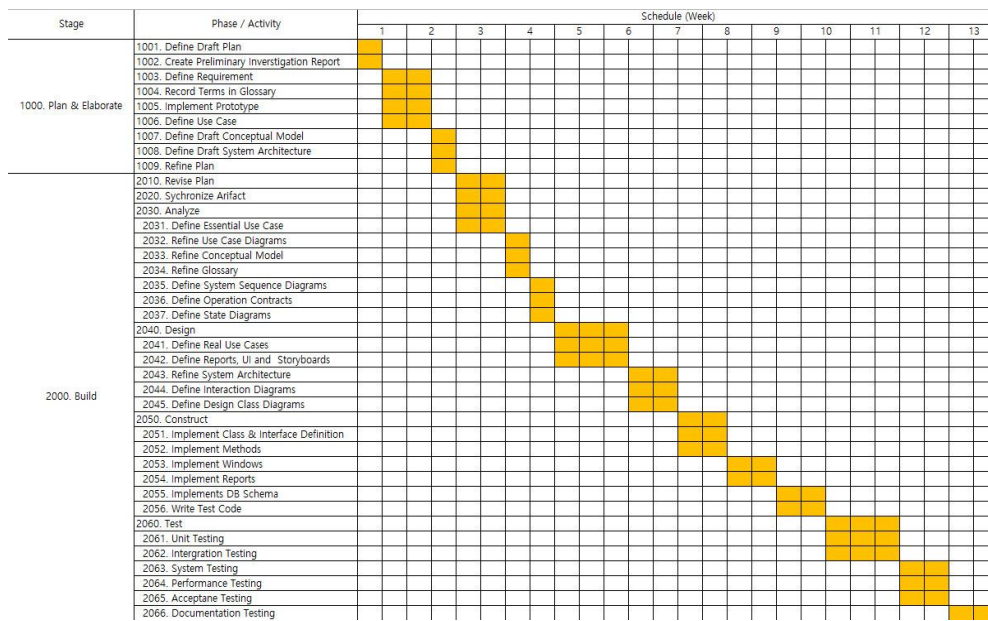 Stage
Phase / Activity
Schedule (Week)
1 2 3 4 5 6 7 8 9 10 11 12 13
1000. Plan & Elaborate
1001. Define Draft Plan
1002. Create Preliminary Inverstigation Report
1003. Define Requirement
1004. Record Terms in Glossary
1005. Implement Prototype
1006. Define Use Case
1007. Define Draft Conceptual Model
1008. Define Draft System Architecture
1009. Refine Plan
2000. Build
2010. Revise Plan
2020. Sychronize Arifact
2030. Analyze
2031. Define Essential Use Case
2032. Refine Use Case Diagrams
2033. Refine Conceptual Model
2034. Refine Glossary
2035. Define System Sequence Diagrams
2036. Define Operation Contracts
2037. Define State Diagrams
2040. Design
2041. Define Real Use Cases
2042. Define Reports, UI and Storyboards
2043. Refine System Architecture
2044. Define Interaction Diagrams
2045. Define Design Class Diagrams
2050. Construct
2051. Implement Class & Interface Definition
2052. Implement Methods
2053. Implement Windows
2054. Implement Reports
2055. Implements DB Schema
2056. Write Test Code
2060. Test
2061. Unit Testing
2062. Intergration Testing
2063. System Testing
2064. Performance Testing
2065. Acceptane Testing
2066. Documentation Testing